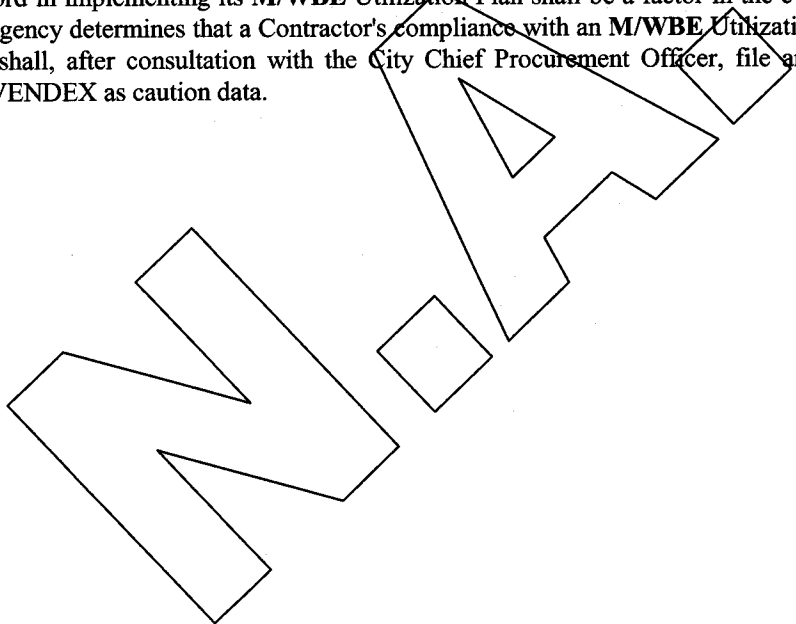 ord in implementing its M/WBE Utilization Plan shall be a factor in the
gency determines that a Contractor's compliance with an M/WBE Utilizati
shall, after consultation with the City Chief Procurement Officer, file
VENDEX as caution data.
N.A.